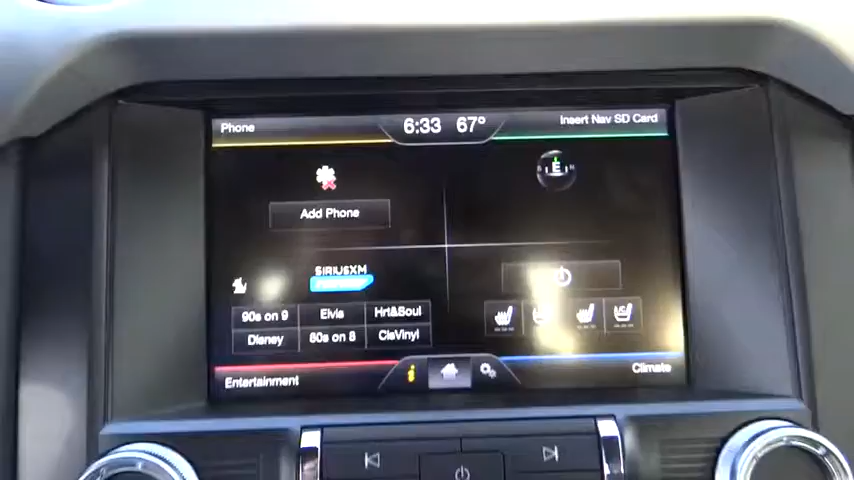 Phone
6:33 67°
Insert Nav SD Card
E
Add Phone
SIRIUSXM
90s on 9 Elvis Hrt&Soul
Disney 80s on 8 ClsVinyl
Entertainment
i
Climate